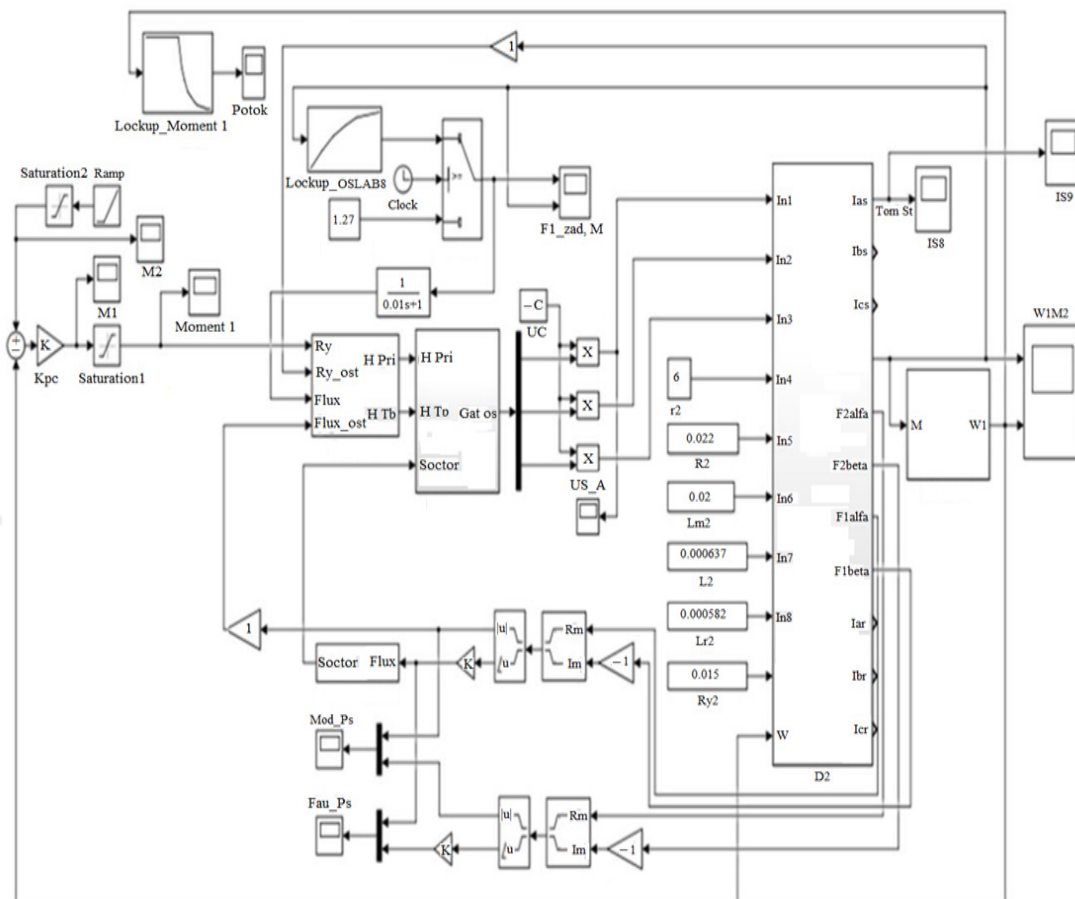 1
Lockup_Moment 1
Potok
Lockup_OSLAB8
>=
Clock
1.27
F1_zad, M
Saturation2
Ramp
M2
M1
Moment 1
+
−
K
Kpc
Saturation1
1
0.01s+1
−C
UC
Ry
Ry_ost
Flux
Flux_ost
H Pri
H Tb
H Pri
H To
Soctor
Gat os
X
X
X
US_A
6
r2
0.022
R2
0.02
Lm2
0.000637
L2
0.000582
Lr2
0.015
Ry2
In1
In2
In3
In4
In5
In6
In7
In8
W
Ias
Ibs
Ics
F2alfa
F2beta
F1alfa
F1beta
Iar
Ibr
Icr
D2
Tom St
IS8
IS9
W1M2
M
W1
1
Soctor
Flux
K
|u|
u
Rm
Im
−1
Mod_Ps
Fau_Ps
K
|u|
u
Rm
Im
−1